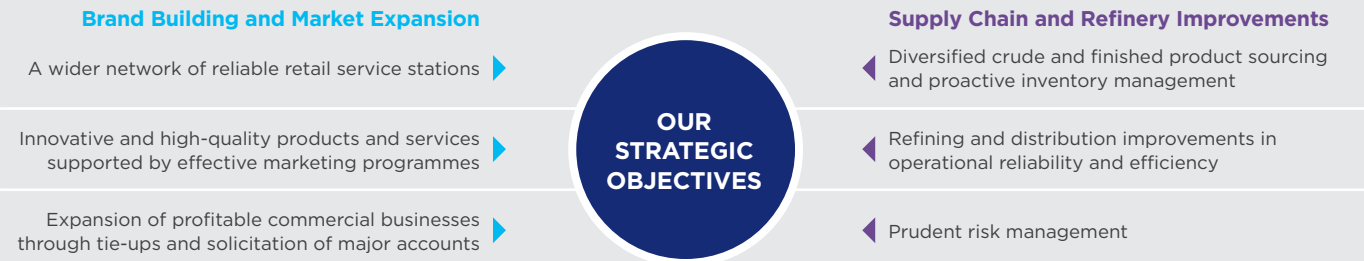 Brand Building and Market Expansion
A wider network of reliable retail service stations
Innovative and high-quality products and services
supported by effective marketing programmes
Expansion of profitable commercial businesses
through tie-ups and solicitation of major accounts
OUR
STRATEGIC
OBJECTIVES
Supply Chain and Refinery Improvements
Diversified crude and finished product sourcing
and proactive inventory management
Refining and distribution improvements in
operational reliability and efficiency
Prudent risk management